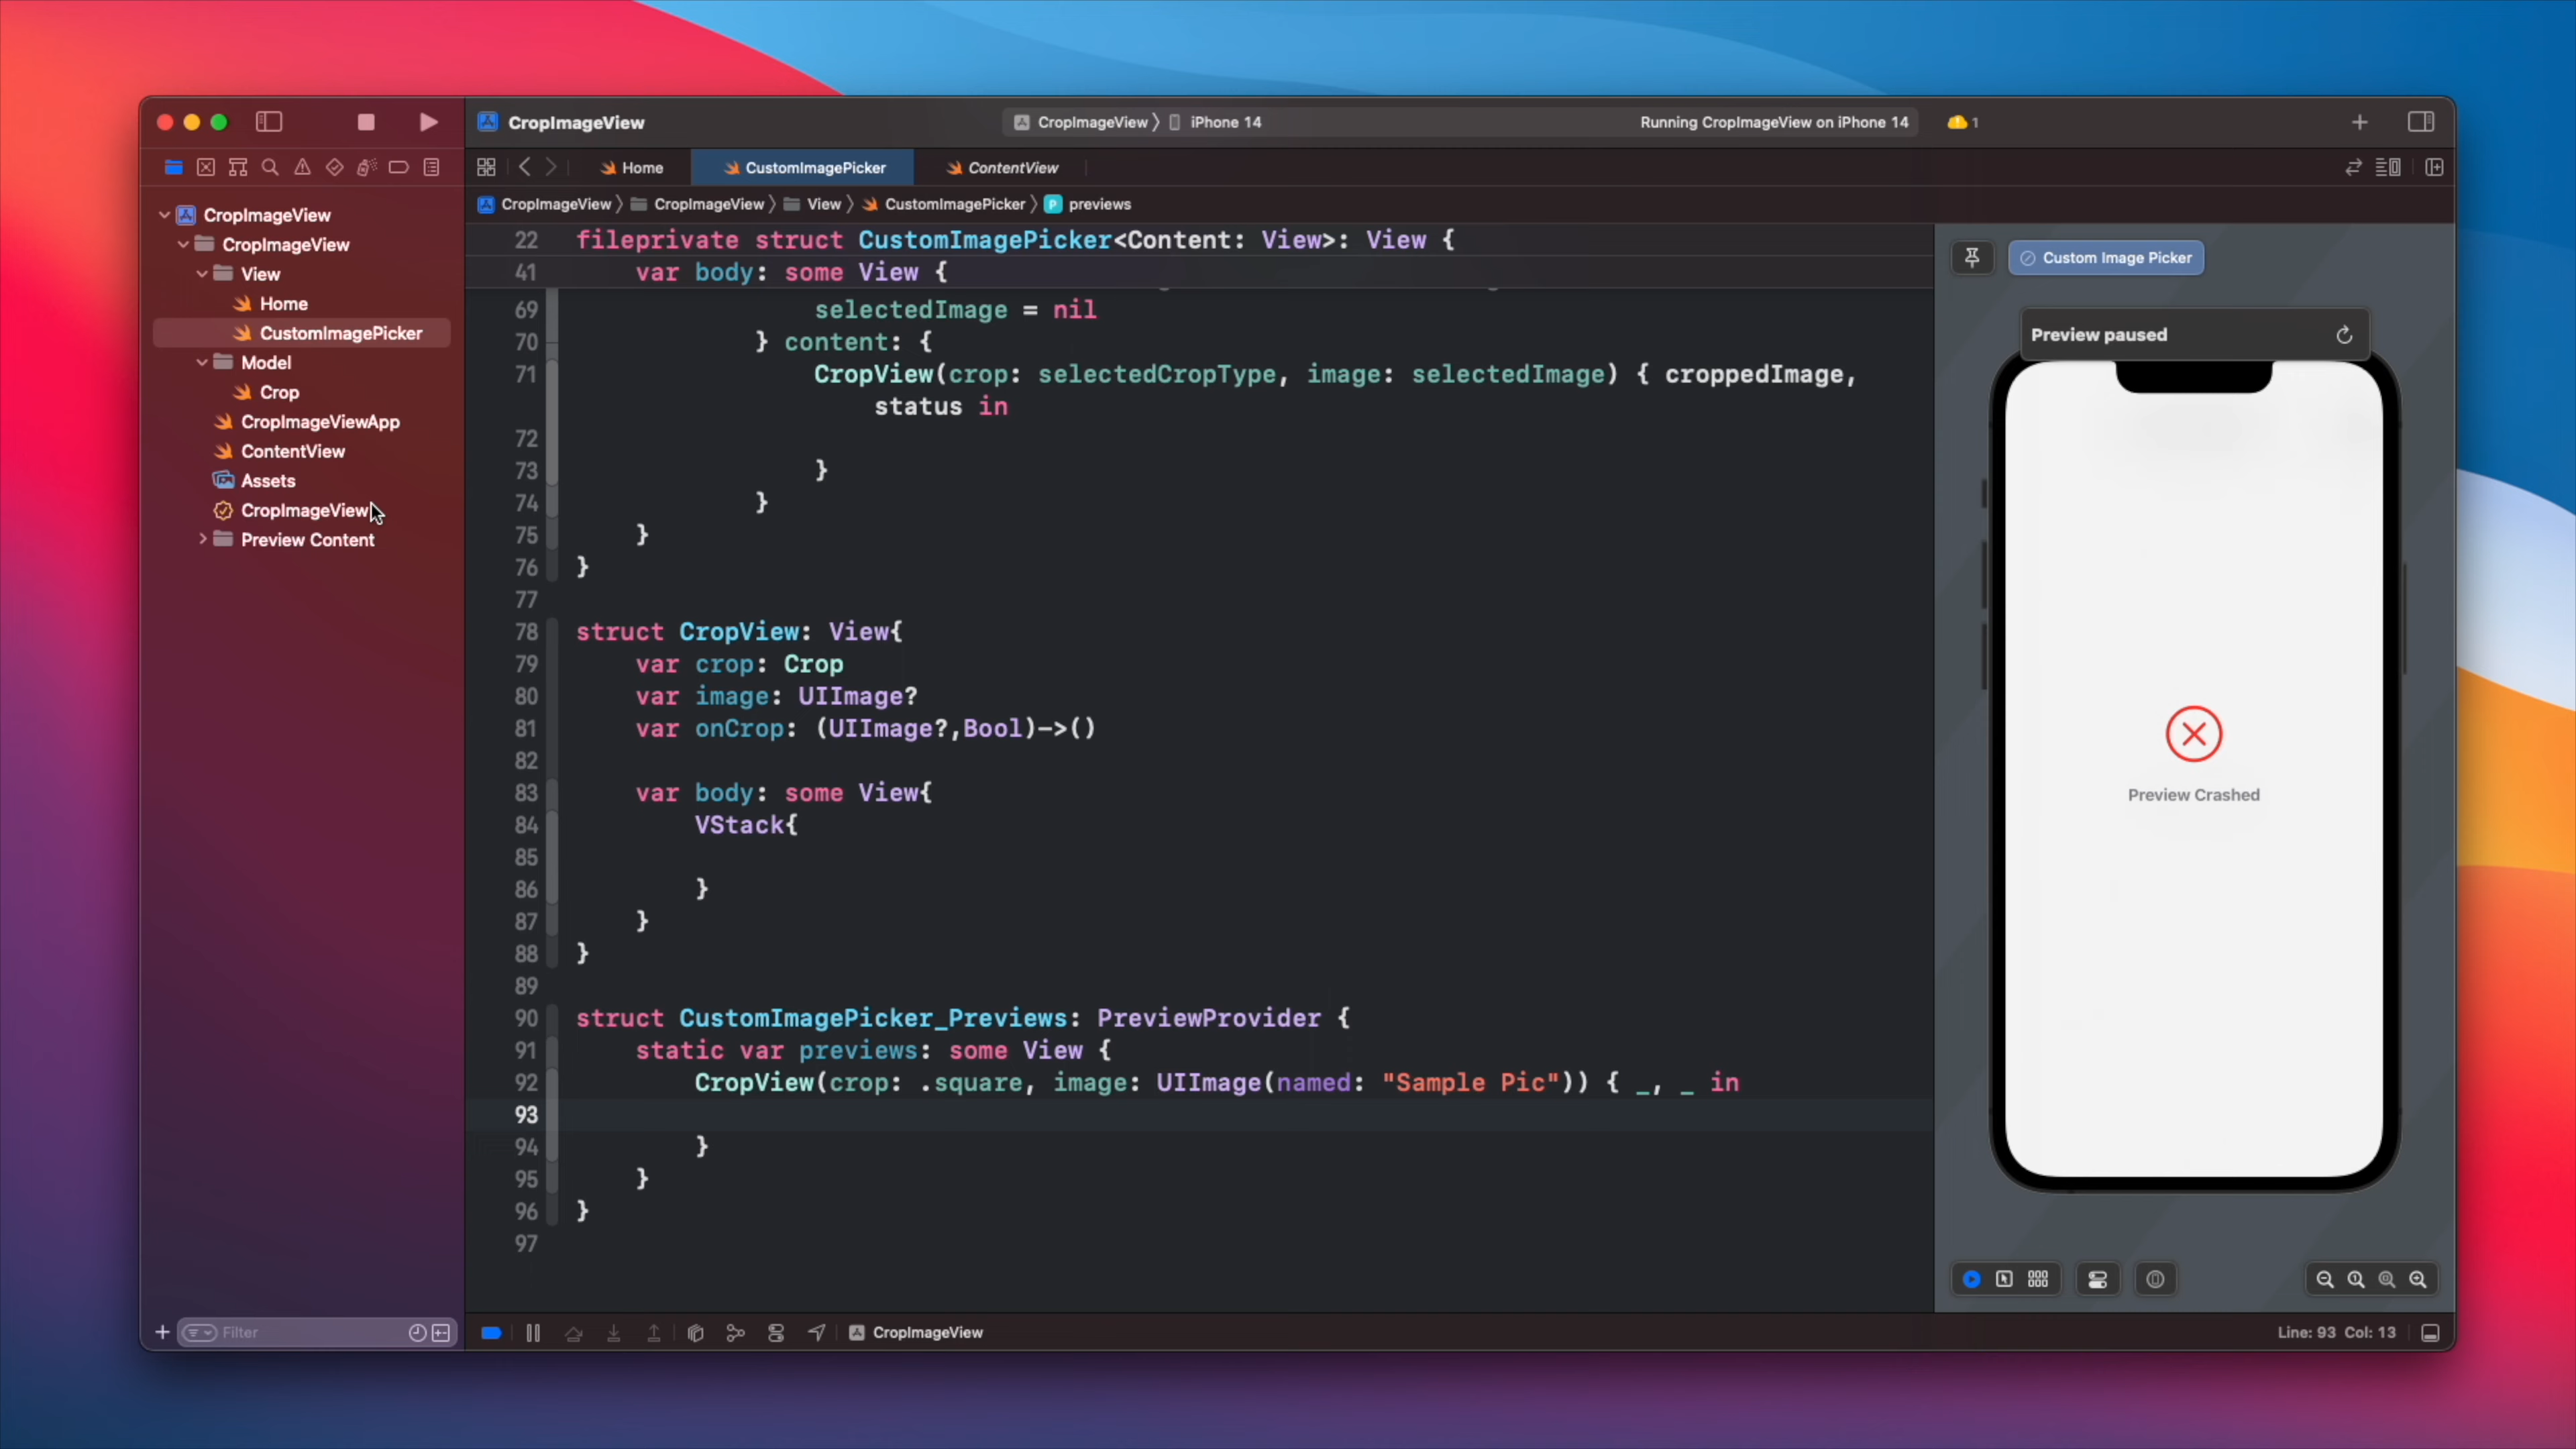 CropImageView
CropImageView 〉 iPhone 14
Running CropImageView on iPhone 14
1
Home
CustomImagePicker
ContentView
CropImageView 〉 CropImageView 〉 View 〉 CustomImagePicker 〉 P previews
CropImageView
CropImageView
View
Home
CustomImagePicker
Model
Crop
CropImageViewApp
ContentView
Assets
CropImageView
Preview Content
Filter
22 fileprivate struct CustomImagePicker<Content: View>: View {
41 var body: some View {
69 selectedImage = nil
70 } content: {
71 CropView(crop: selectedCropType, image: selectedImage) { croppedImage,
status in
72
73 }
74 }
75 }
76 }
77
78 struct CropView: View{
79 var crop: Crop
80 var image: UIImage?
81 var onCrop: (UIImage?,Bool)->()
82
83 var body: some View{
84 VStack{
85
86 }
87 }
88 }
89
90 struct CustomImagePicker_Previews: PreviewProvider {
91 static var previews: some View {
92 CropView(crop: .square, image: UIImage(named: "Sample Pic")) { _, _ in
93
94 }
95 }
96 }
97
Custom Image Picker
Preview paused
Preview Crashed
CropImageView
Line: 93 Col: 13